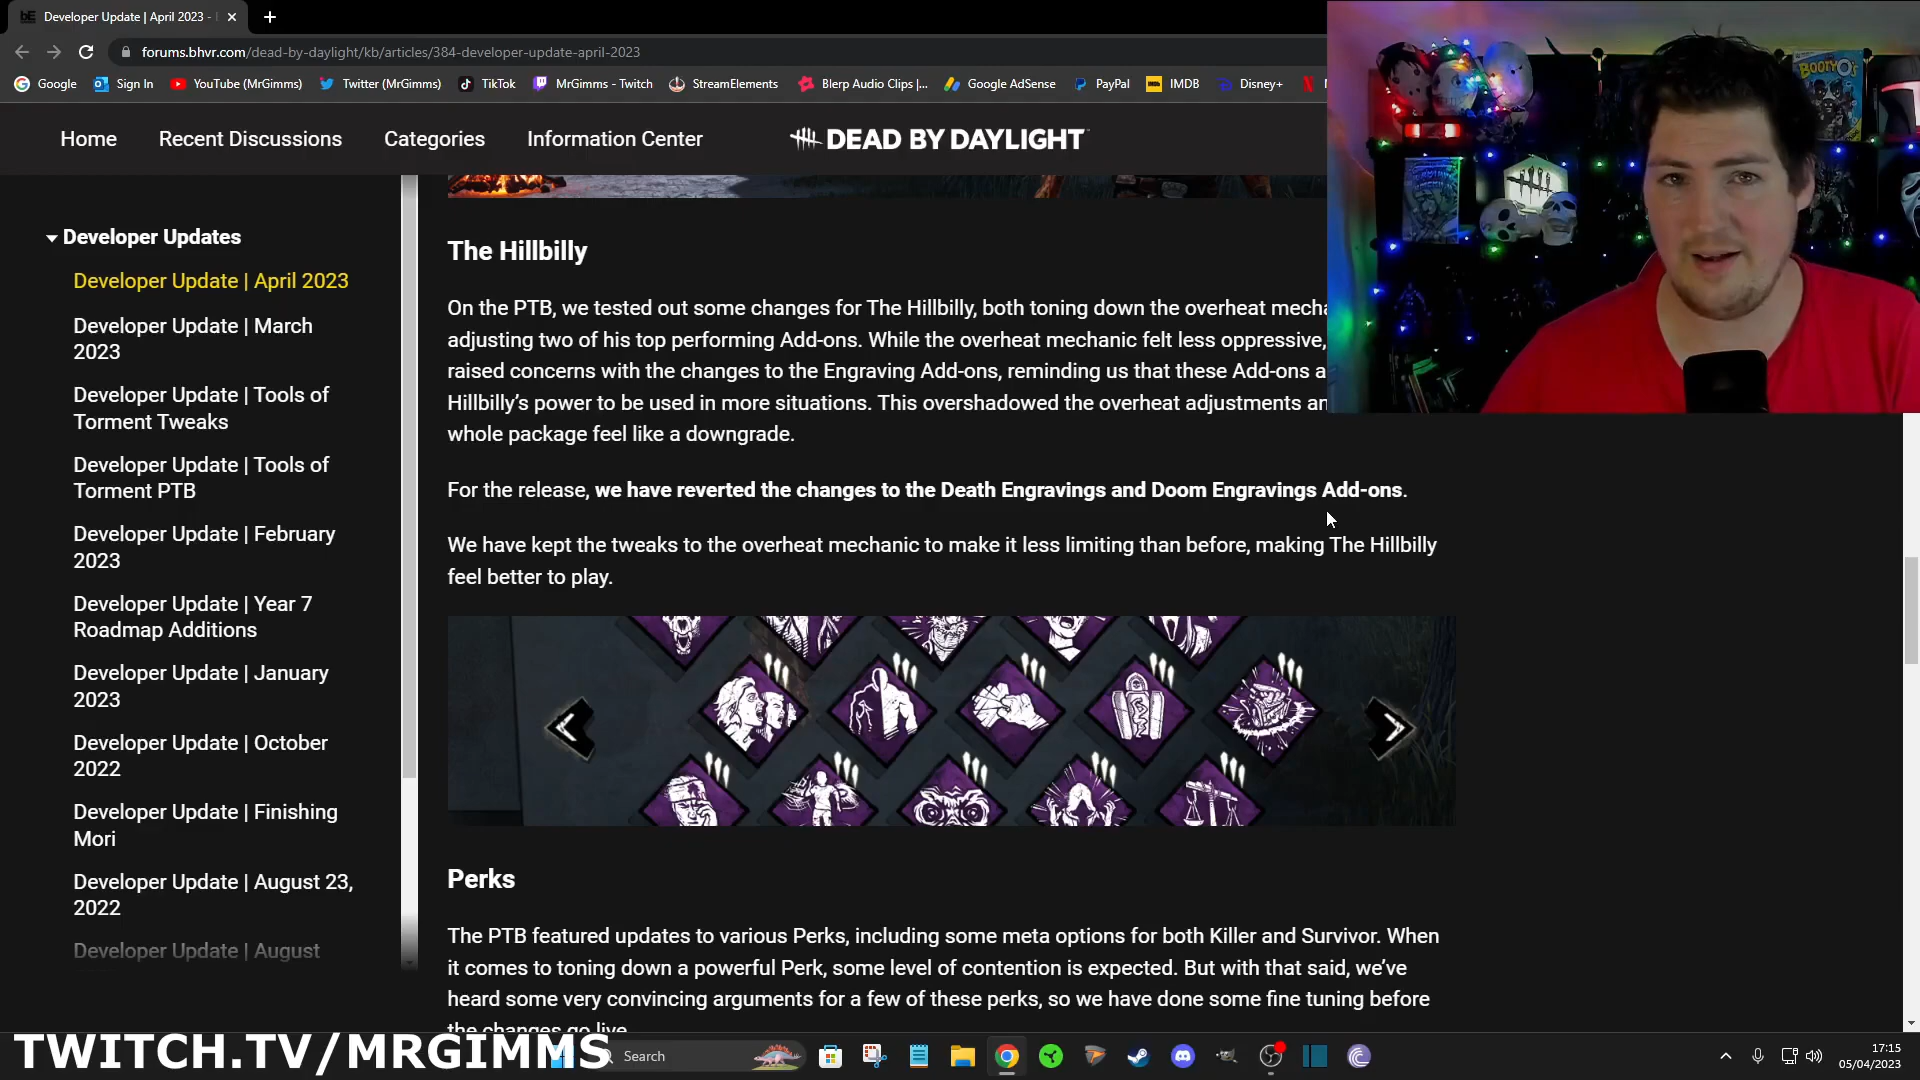 Developer Update | April 2023 -
forums.bhvr.com/dead-by-daylight/kb/articles/384-developer-update-april-2023
Google Sign In YouTube (MrGimms) Twitter (MrGimms) TikTok MrGimms - Twitch StreamElements Blerp Audio Clips |... Google AdSense PayPal IMDB Disney+
Home Recent Discussions Categories Information Center DEAD BY DAYLIGHT
BOOTY O's
Developer Updates
Developer Update | April 2023
Developer Update | March
2023
Developer Update | Tools of
Torment Tweaks
Developer Update | Tools of
Torment PTB
Developer Update | February
2023
Developer Update | Year 7
Roadmap Additions
Developer Update | January
2023
Developer Update | October
2022
Developer Update | Finishing
Mori
Developer Update | August 23,
2022
Developer Update | August
The Hillbilly
On the PTB, we tested out some changes for The Hillbilly, both toning down the overheat mecha
adjusting two of his top performing Add-ons. While the overheat mechanic felt less oppressive,
raised concerns with the changes to the Engraving Add-ons, reminding us that these Add-ons a
Hillbilly's power to be used in more situations. This overshadowed the overheat adjustments an
whole package feel like a downgrade.
For the release, we have reverted the changes to the Death Engravings and Doom Engravings Add-ons.
We have kept the tweaks to the overheat mechanic to make it less limiting than before, making The Hillbilly
feel better to play.
Perks
The PTB featured updates to various Perks, including some meta options for both Killer and Survivor. When
it comes to toning down a powerful Perk, some level of contention is expected. But with that said, we've
heard some very convincing arguments for a few of these perks, so we have done some fine tuning before
the changes go live.
TWITCH.TV/MRGIMMS
Search
17:15
05/04/2023